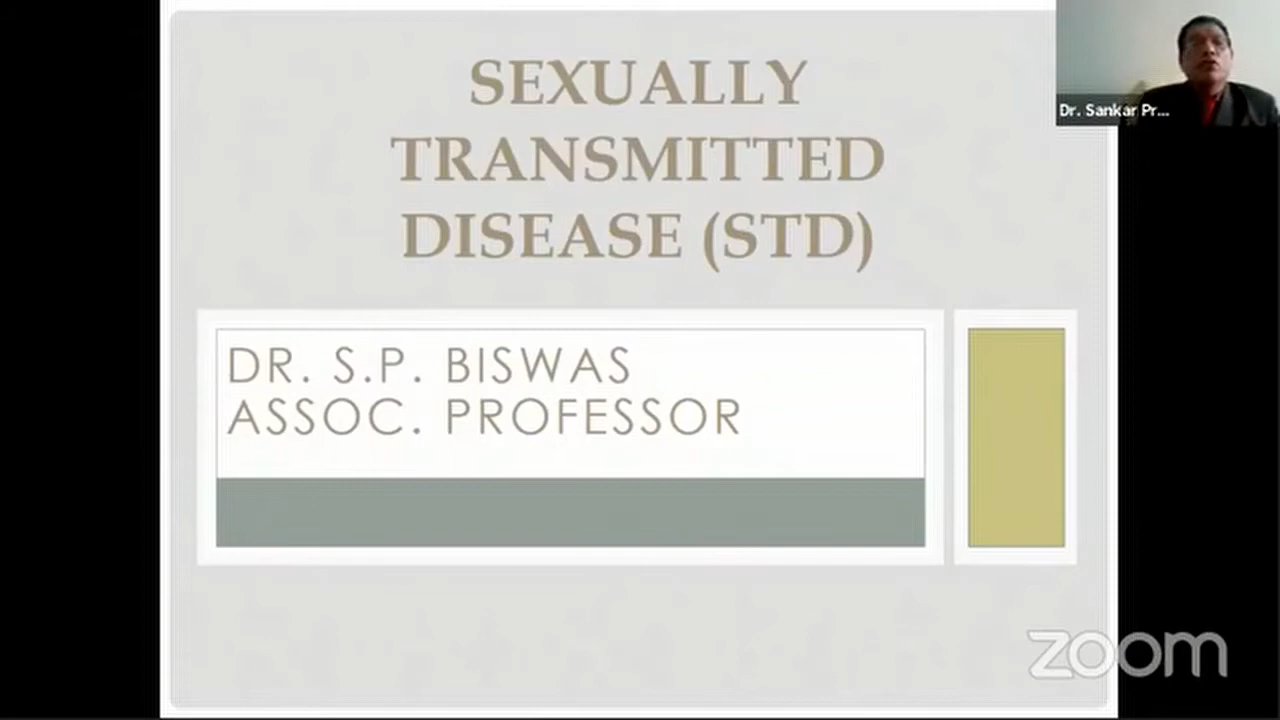 SEXUALLY
TRANSMITTED
DISEASE (STD)
DR. S.P. BISWAS
ASSOC. PROFESSOR
Dr. Sankar Pr...
zoom